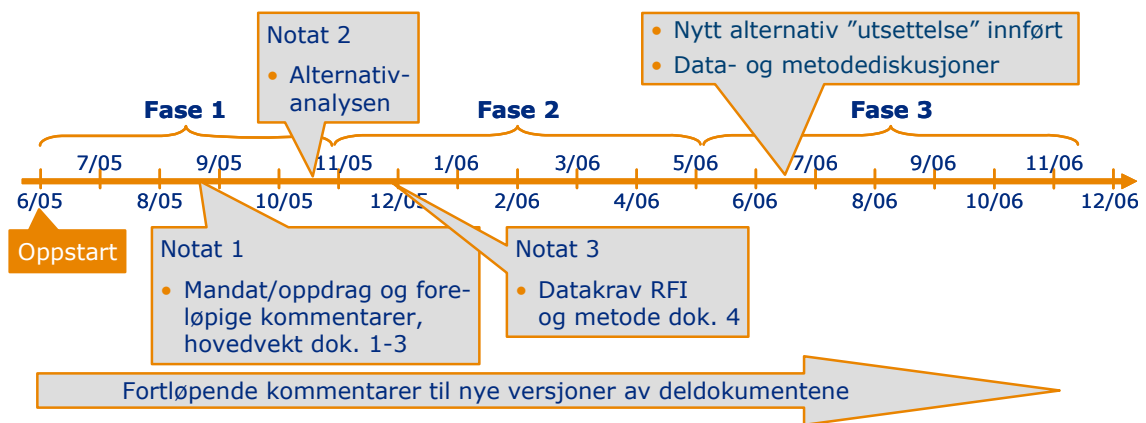 Notat 2
• Alternativ-
analysen
• Nytt alternativ ”utsettelse” innført
• Data- og metodediskusjoner
Fase 1
Fase 2
Fase 3
7/05
9/05
11/05
1/06
3/06
5/06
7/06
9/06
11/06
6/05
8/05
10/05
12/05
2/06
4/06
6/06
8/06
10/06
12/06
Oppstart
Notat 1
• Mandat/oppdrag og fore-
løpige kommentarer,
hovedvekt dok. 1-3
Notat 3
• Datakrav RFI
og metode dok. 4
Fortløpende kommentarer til nye versjoner av deldokumentene